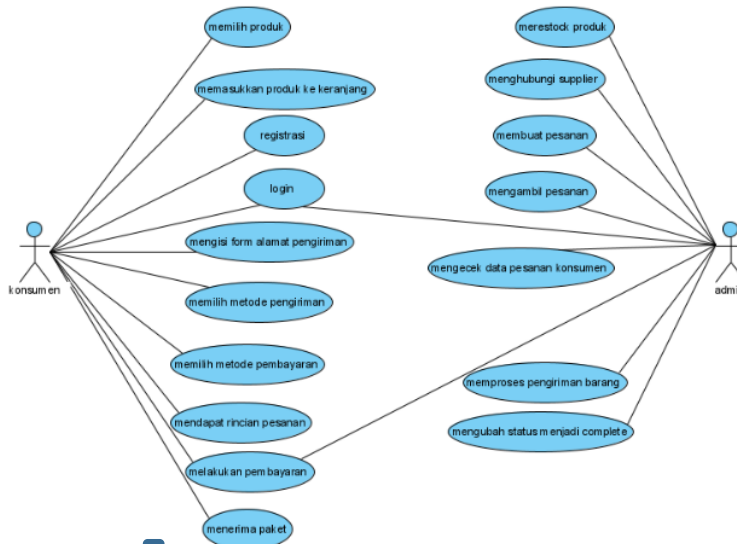 memilih produk
merestock produk
memasukkan produk ke keranjang
menghubungi supplier
registrasi
membuat pesanan
login
mengambil pesanan
mengisi form alamat pengiriman
mengecek data pesanan konsumen
konsumen
admi
memilih metode pengiriman
memilih metode pembayaran
memproses pengiriman barang
mendapat rincian pesanan
mengubah status menjadi complete
melakukan pembayaran
menerima paket